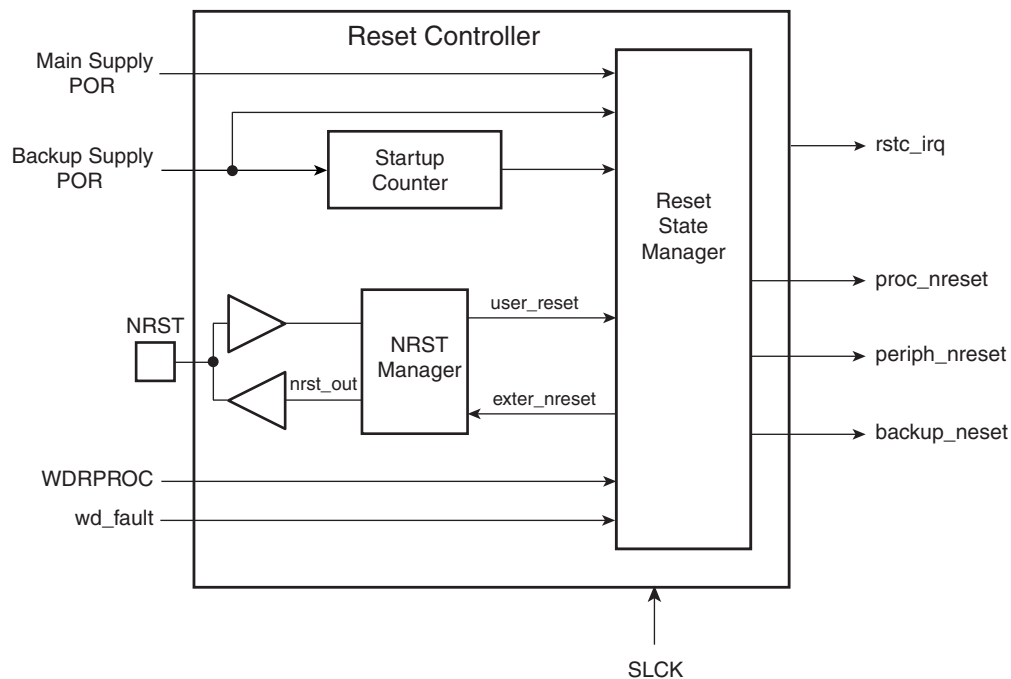 Reset Controller
Main Supply
POR
Backup Supply
POR
Startup
Counter
Reset
State
Manager
rstc_irq
proc_nreset
periph_nreset
backup_neset
NRST
NRST
Manager
user_reset
nrst_out
exter_nreset
WDRPROC
wd_fault
SLCK